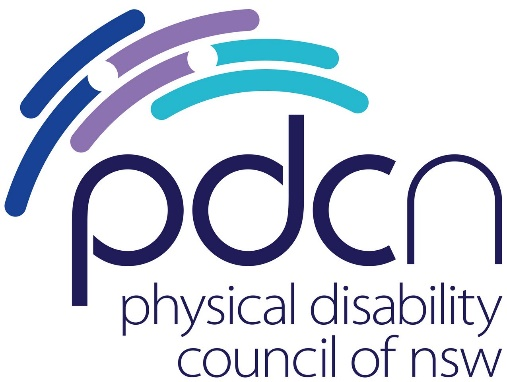 pdcn
physical disability
council of nsw